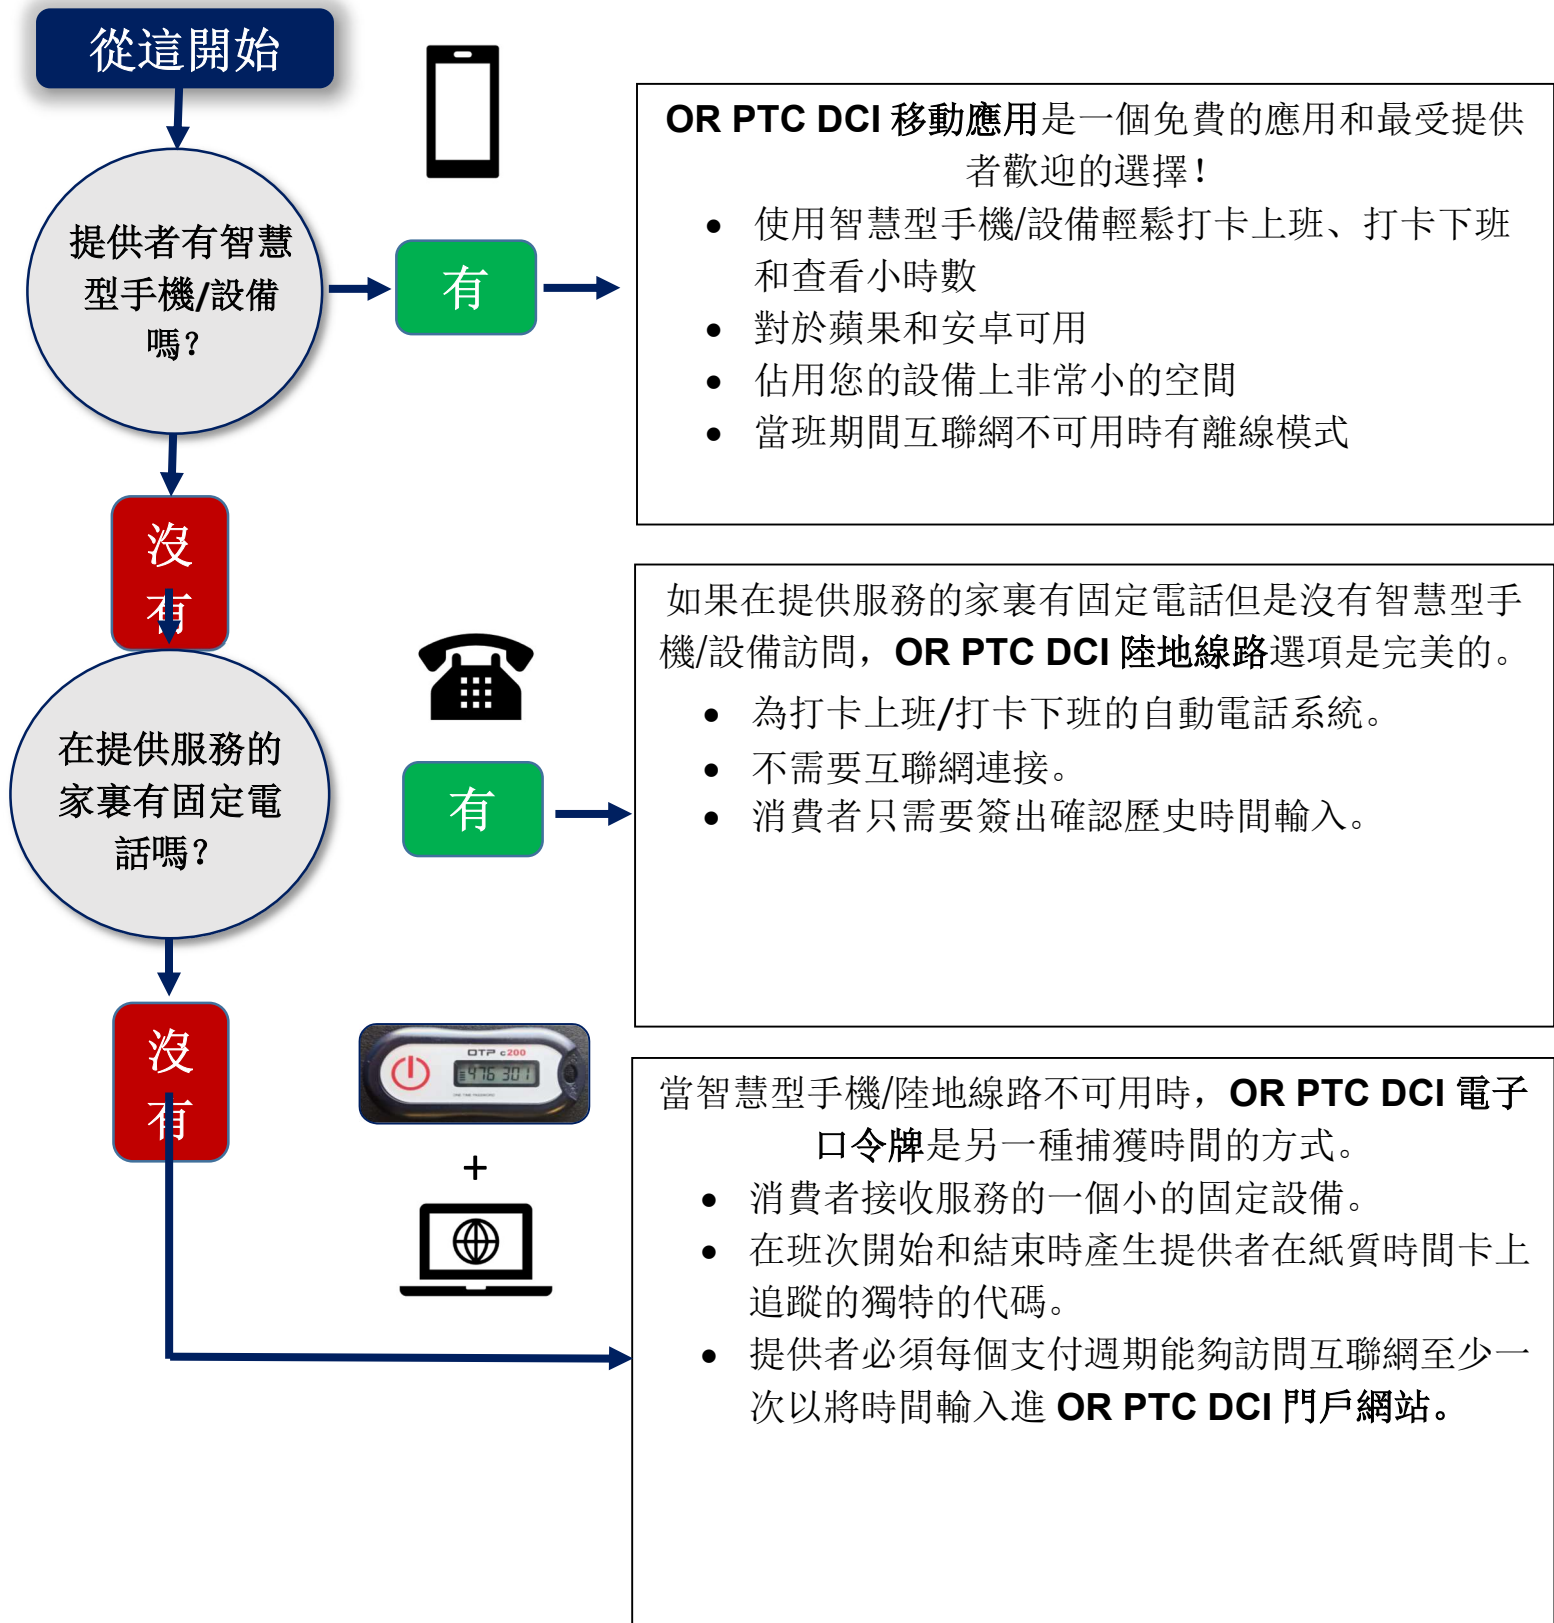 從這開始
提供者有智慧
型手機/設備
嗎？
有
OR PTC DCI 移動應用是一個免費的應用和最受提供
者歡迎的選擇！
• 使用智慧型手機/設備輕鬆打卡上班、打卡下班
和查看小時數
• 對於蘋果和安卓可用
• 佔用您的設備上非常小的空間
• 當班期間互聯網不可用時有離線模式
沒
有
在提供服務的
家裏有固定電
話嗎？
有
如果在提供服務的家裏有固定電話但是沒有智慧型手
機/設備訪問，OR PTC DCI 陸地線路選項是完美的。
• 為打卡上班/打卡下班的自動電話系統。
• 不需要互聯網連接。
• 消費者只需要簽出確認歷史時間輸入。
沒
有
OTP c200
476 301
ONE TIME PASSWORD
+
當智慧型手機/陸地線路不可用時，OR PTC DCI 電子
口令牌是另一種捕獲時間的方式。
• 消費者接收服務的一個小的固定設備。
• 在班次開始和結束時產生提供者在紙質時間卡上
追蹤的獨特的代碼。
• 提供者必須每個支付週期能夠訪問互聯網至少一
次以將時間輸入進 OR PTC DCI 門戶網站。